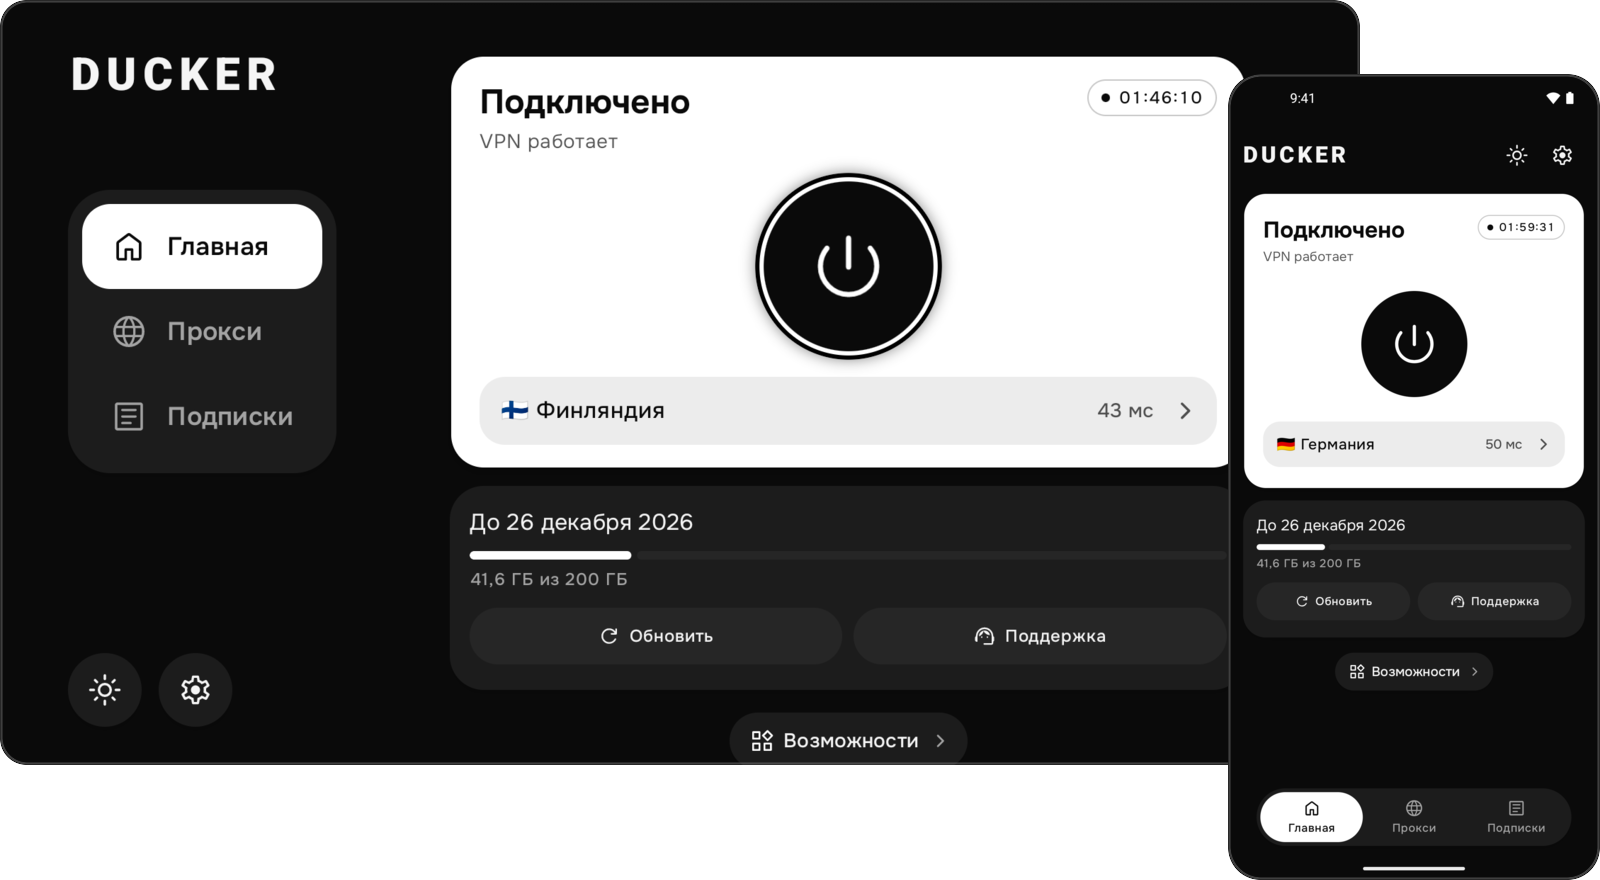 DUCKER
Главная
Прокси
Подписки
Подключено
01:46:10
VPN работает
Финляндия
43 мс
До 26 декабря 2026
41,6 ГБ из 200 ГБ
Обновить
Поддержка
Возможности
9:41
DUCKER
Подключено
01:59:31
VPN работает
Германия
50 мс
До 26 декабря 2026
41,6 ГБ из 200 ГБ
Обновить
Поддержка
Возможности
Главная
Прокси
Подписки